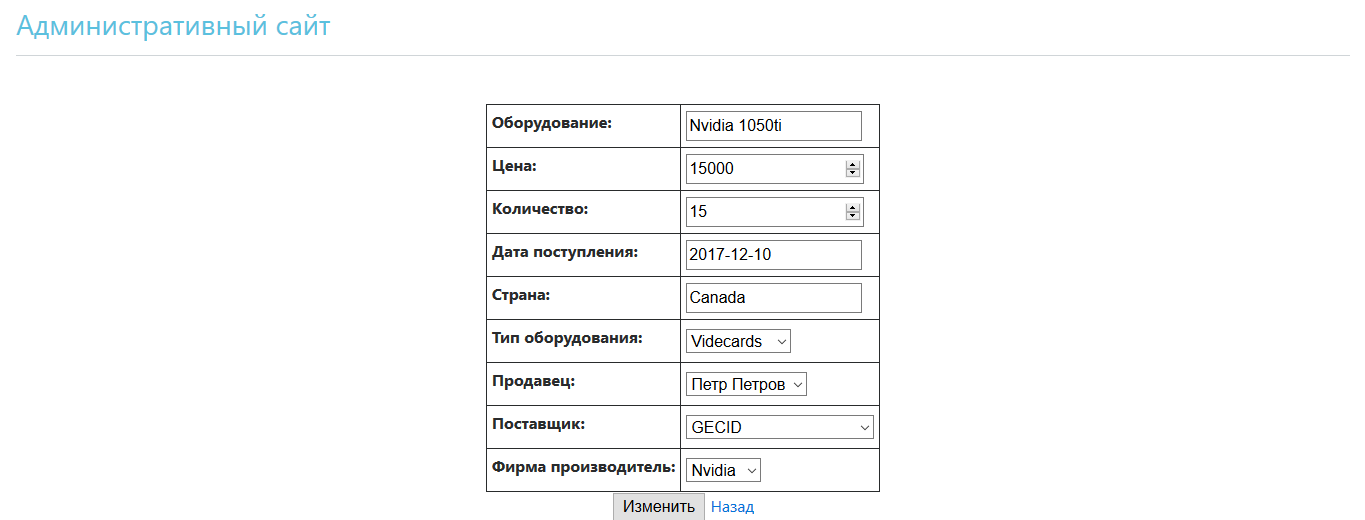 Административный сайт
Оборудование: Nvidia 1050ti
Цена: 15000
Количество: 15
Дата поступления: 2017-12-10
Страна: Canada
Тип оборудования: Videcards
Продавец: Петр Петров
Поставщик: GECID
Фирма производитель: Nvidia
Изменить Назад